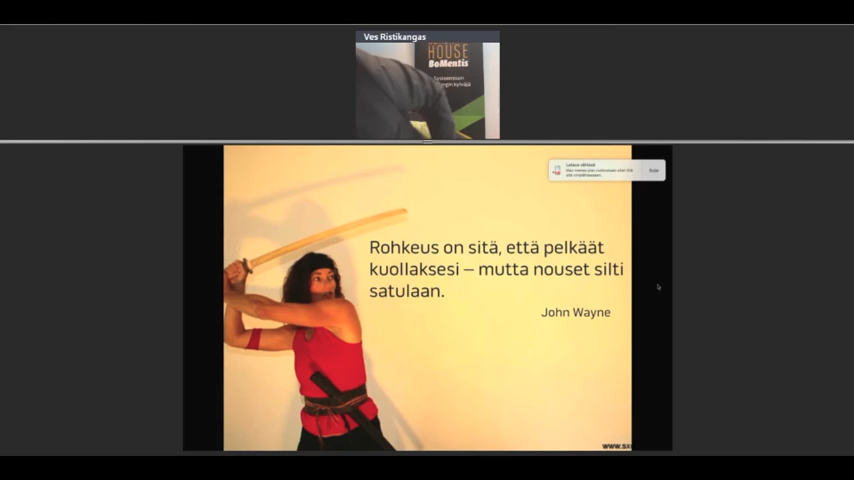 Ves Ristikangas
HOUSE
BoMentis
Rohkeus on sitä, että pelkäät
kuollaksesi – mutta nouset silti
satulaan.
John Wayne
www.sx